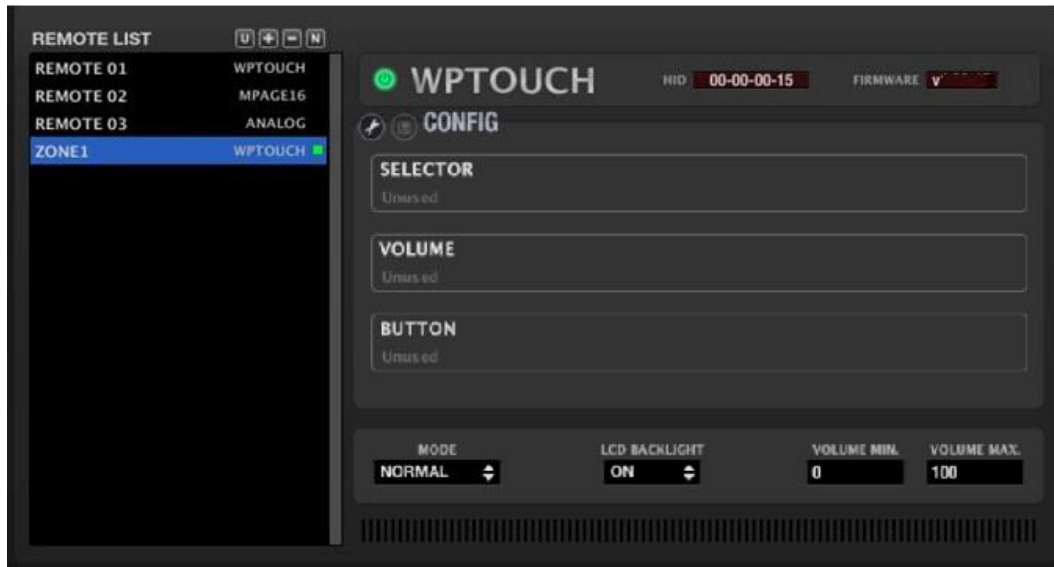 REMOTE LIST U + - N
REMOTE 01 WPTOUCH
REMOTE 02 MPAGE16
REMOTE 03 ANALOG
ZONE1 WPTOUCH
WPTOUCH HID 00-00-00-15 FIRMWARE
CONFIG
SELECTOR
Unused
VOLUME
Unused
BUTTON
Unused
MODE LCD BACKLIGHT VOLUME MIN. VOLUME MAX.
NORMAL ON 0 100